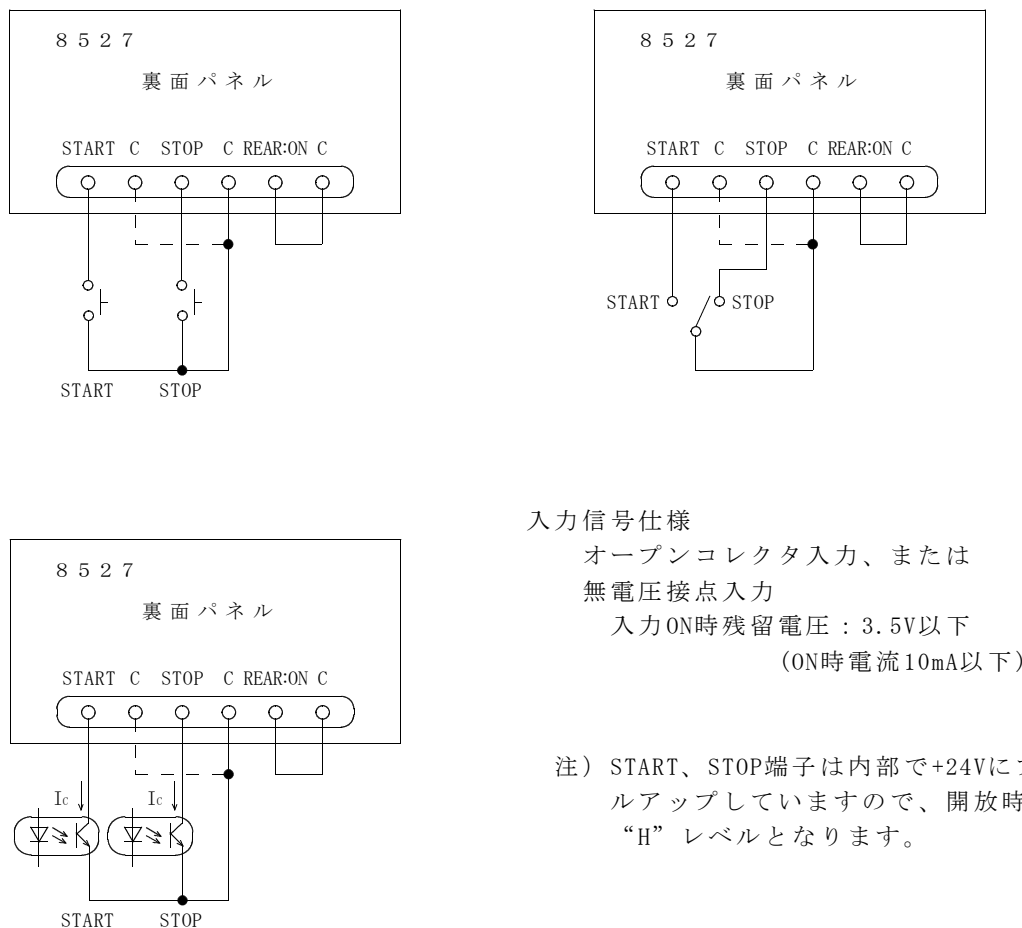 8527
裏面パネル
START C STOP C REAR:ON C
START STOP
8527
裏面パネル
START C STOP C REAR:ON C
START STOP
8527
裏面パネル
START C STOP C REAR:ON C
Ic Ic
START STOP
入力信号仕様
オープンコレクタ入力、または
無電圧接点入力
入力ON時残留電圧：3.5V以下
(ON時電流10mA以下)
注) START、STOP端子は内部で+24Vに
ルアップしていますので、開放時
“H”レベルとなります。